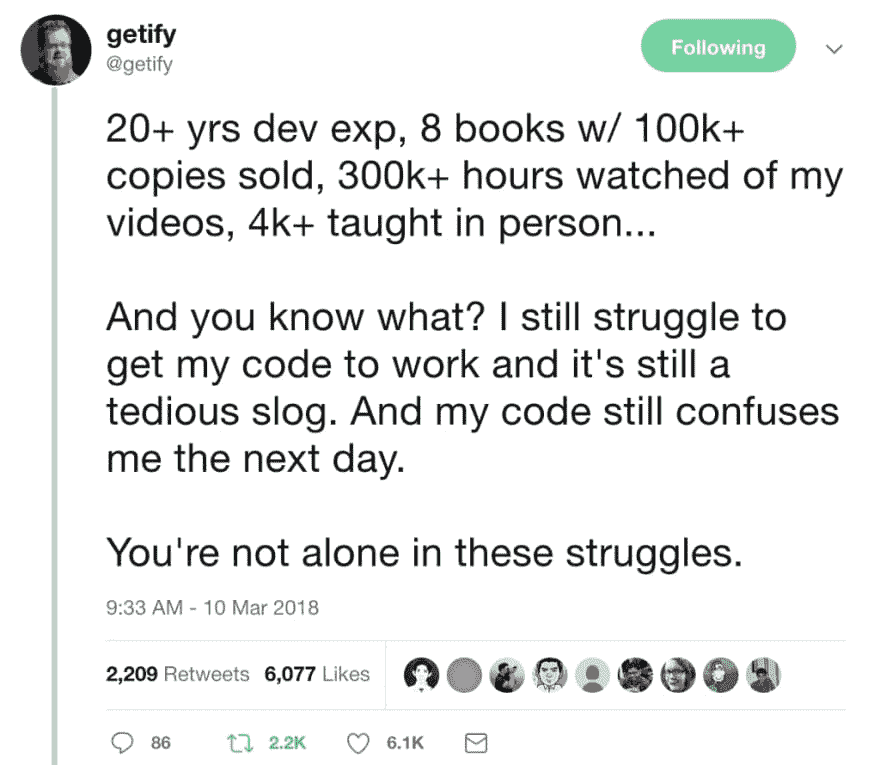 getify
@getify
Following
20+ yrs dev exp, 8 books w/ 100k+
copies sold, 300k+ hours watched of my
videos, 4k+ taught in person...
And you know what? I still struggle to
get my code to work and it's still a
tedious slog. And my code still confuses
me the next day.
You're not alone in these struggles.
9:33 AM - 10 Mar 2018
2,209 Retweets 6,077 Likes
86 2.2K 6.1K